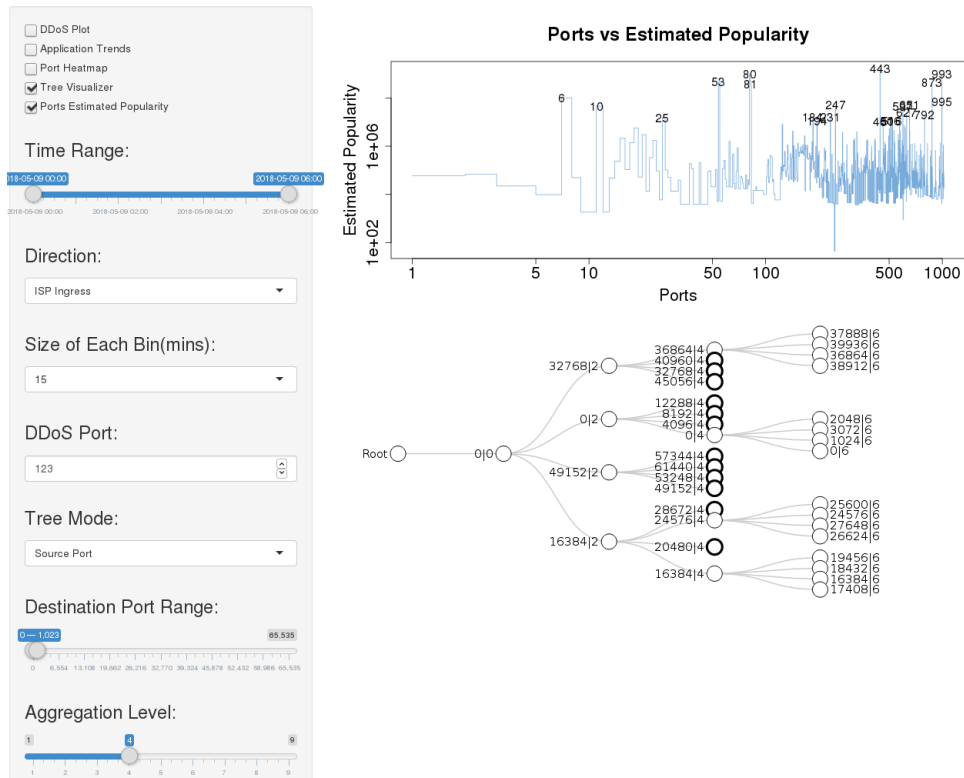 DDoS Plot
Application Trends
Port Heatmap
Tree Visualizer
Ports Estimated Popularity
Time Range:
2018-05-09 00:00 2018-05-09 06:00
2018-05-09 00:00 2018-05-09 02:00 2018-05-09 04:00 2018-05-09 06:00
Direction:
ISP Ingress
Size of Each Bin(mins):
15
DDoS Port:
123
Tree Mode:
Source Port
Destination Port Range:
0 — 1,023 65,535
0 6,554 13,108 19,662 26,216 32,770 39,324 45,878 52,432 58,986 65,535
Aggregation Level:
1 4 9
1 2 3 4 5 6 7 8 9
Ports vs Estimated Popularity
Estimated Popularity
1e+06
1e+02
6 10 25 53 80 81 247 231 443 627 792 873 993 995
1 5 10 50 100 500 1000
Ports
Root
0|0
32768|2
0|2
49152|2
16384|2
36864|4
40960|4
32768|4
45056|4
12288|4
8192|4
4096|4
0|4
57344|4
61440|4
53248|4
49152|4
28672|4
24576|4
20480|4
16384|4
37888|6
39936|6
36864|6
38912|6
2048|6
3072|6
1024|6
0|6
25600|6
24576|6
27648|6
26624|6
19456|6
18432|6
16384|6
17408|6